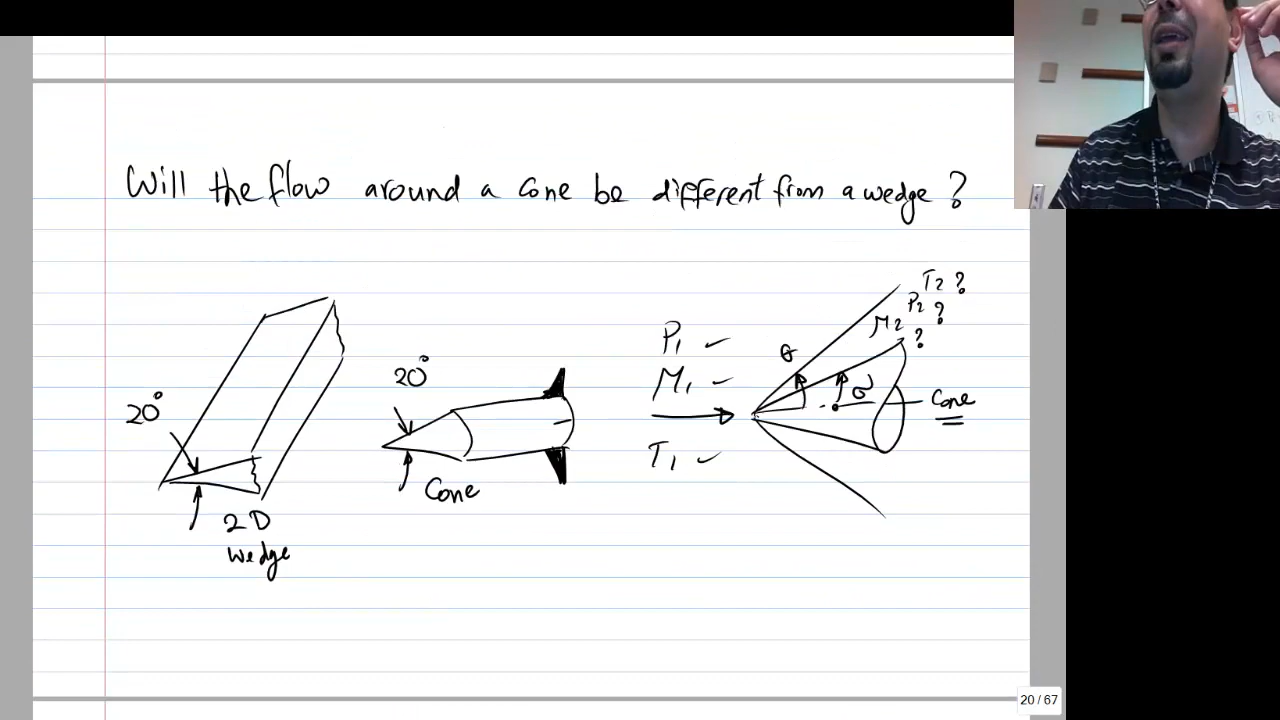 Will the flow around a cone be different from a wedge ?
20°
2D
wedge
20°
Cone
P₁ ✓
M₁ ✓
T₁ ✓
θ
δ
T₂ ?
P₂ ?
M₂ ?
Cone
20 / 67